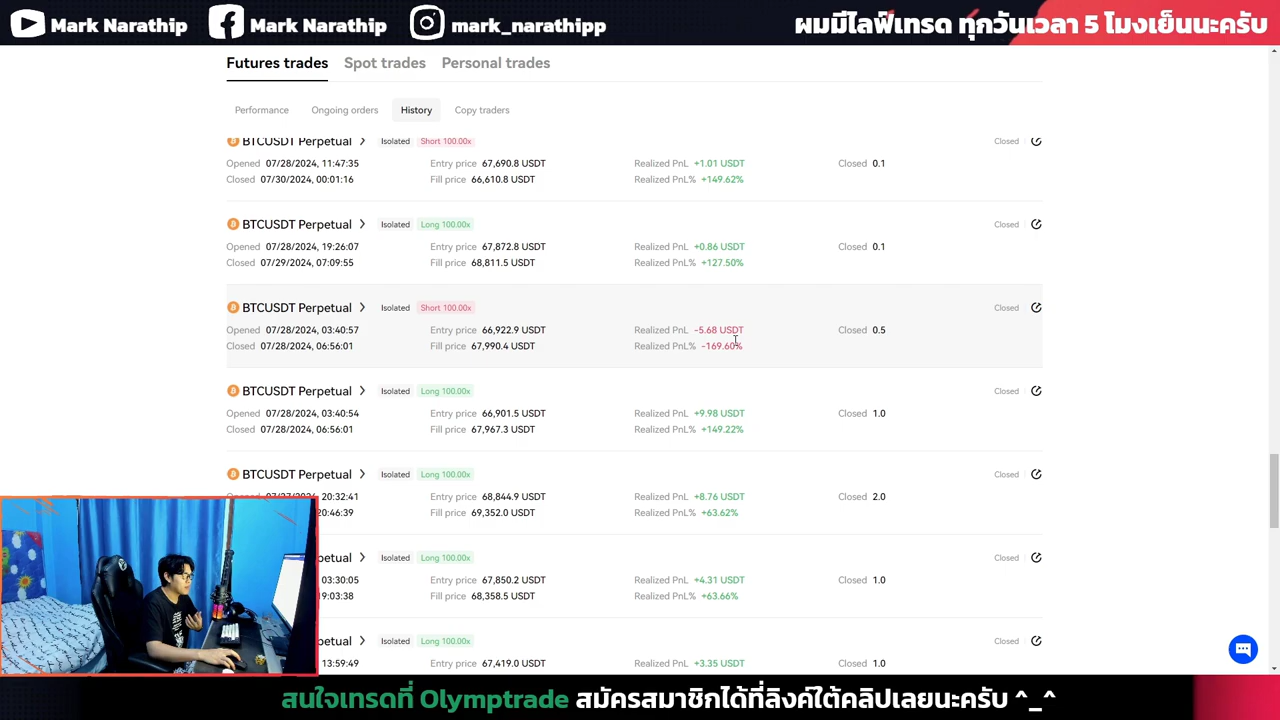 Mark Narathip Mark Narathip mark_narathipp ผมมีไลฟ์เทรด ทุกวันเวลา 5 โมงเย็นนะครับ
Futures trades Spot trades Personal trades
Performance Ongoing orders History Copy traders
BTCUSDT Perpetual > Isolated Short 100.00x Closed
Opened 07/28/2024, 11:47:35 Entry price 67,690.8 USDT Realized PnL +1.01 USDT Closed 0.1
Closed 07/30/2024, 00:01:16 Fill price 66,610.8 USDT Realized PnL% +149.62%
BTCUSDT Perpetual > Isolated Long 100.00x Closed
Opened 07/28/2024, 19:26:07 Entry price 67,872.8 USDT Realized PnL +0.86 USDT Closed 0.1
Closed 07/29/2024, 07:09:55 Fill price 68,811.5 USDT Realized PnL% +127.50%
BTCUSDT Perpetual > Isolated Short 100.00x Closed
Opened 07/28/2024, 03:40:57 Entry price 66,922.9 USDT Realized PnL -5.68 USDT Closed 0.5
Closed 07/28/2024, 06:56:01 Fill price 67,990.4 USDT Realized PnL% -169.60%
BTCUSDT Perpetual > Isolated Long 100.00x Closed
Opened 07/28/2024, 03:40:54 Entry price 66,901.5 USDT Realized PnL +9.98 USDT Closed 1.0
Closed 07/28/2024, 06:56:01 Fill price 67,967.3 USDT Realized PnL% +149.22%
BTCUSDT Perpetual > Isolated Long 100.00x Closed
20:32:41 Entry price 68,844.9 USDT Realized PnL +8.76 USDT Closed 2.0
20:46:39 Fill price 69,352.0 USDT Realized PnL% +63.62%
petual > Isolated Long 100.00x Closed
03:30:05 Entry price 67,850.2 USDT Realized PnL +4.31 USDT Closed 1.0
19:03:38 Fill price 68,358.5 USDT Realized PnL% +63.66%
petual > Isolated Long 100.00x Closed
13:59:49 Entry price 67,419.0 USDT Realized PnL +3.35 USDT Closed 1.0
สนใจเทรดที่ Olymptrade สมัครสมาชิกได้ที่ลิงค์ใต้คลิปเลยนะครับ ^_^